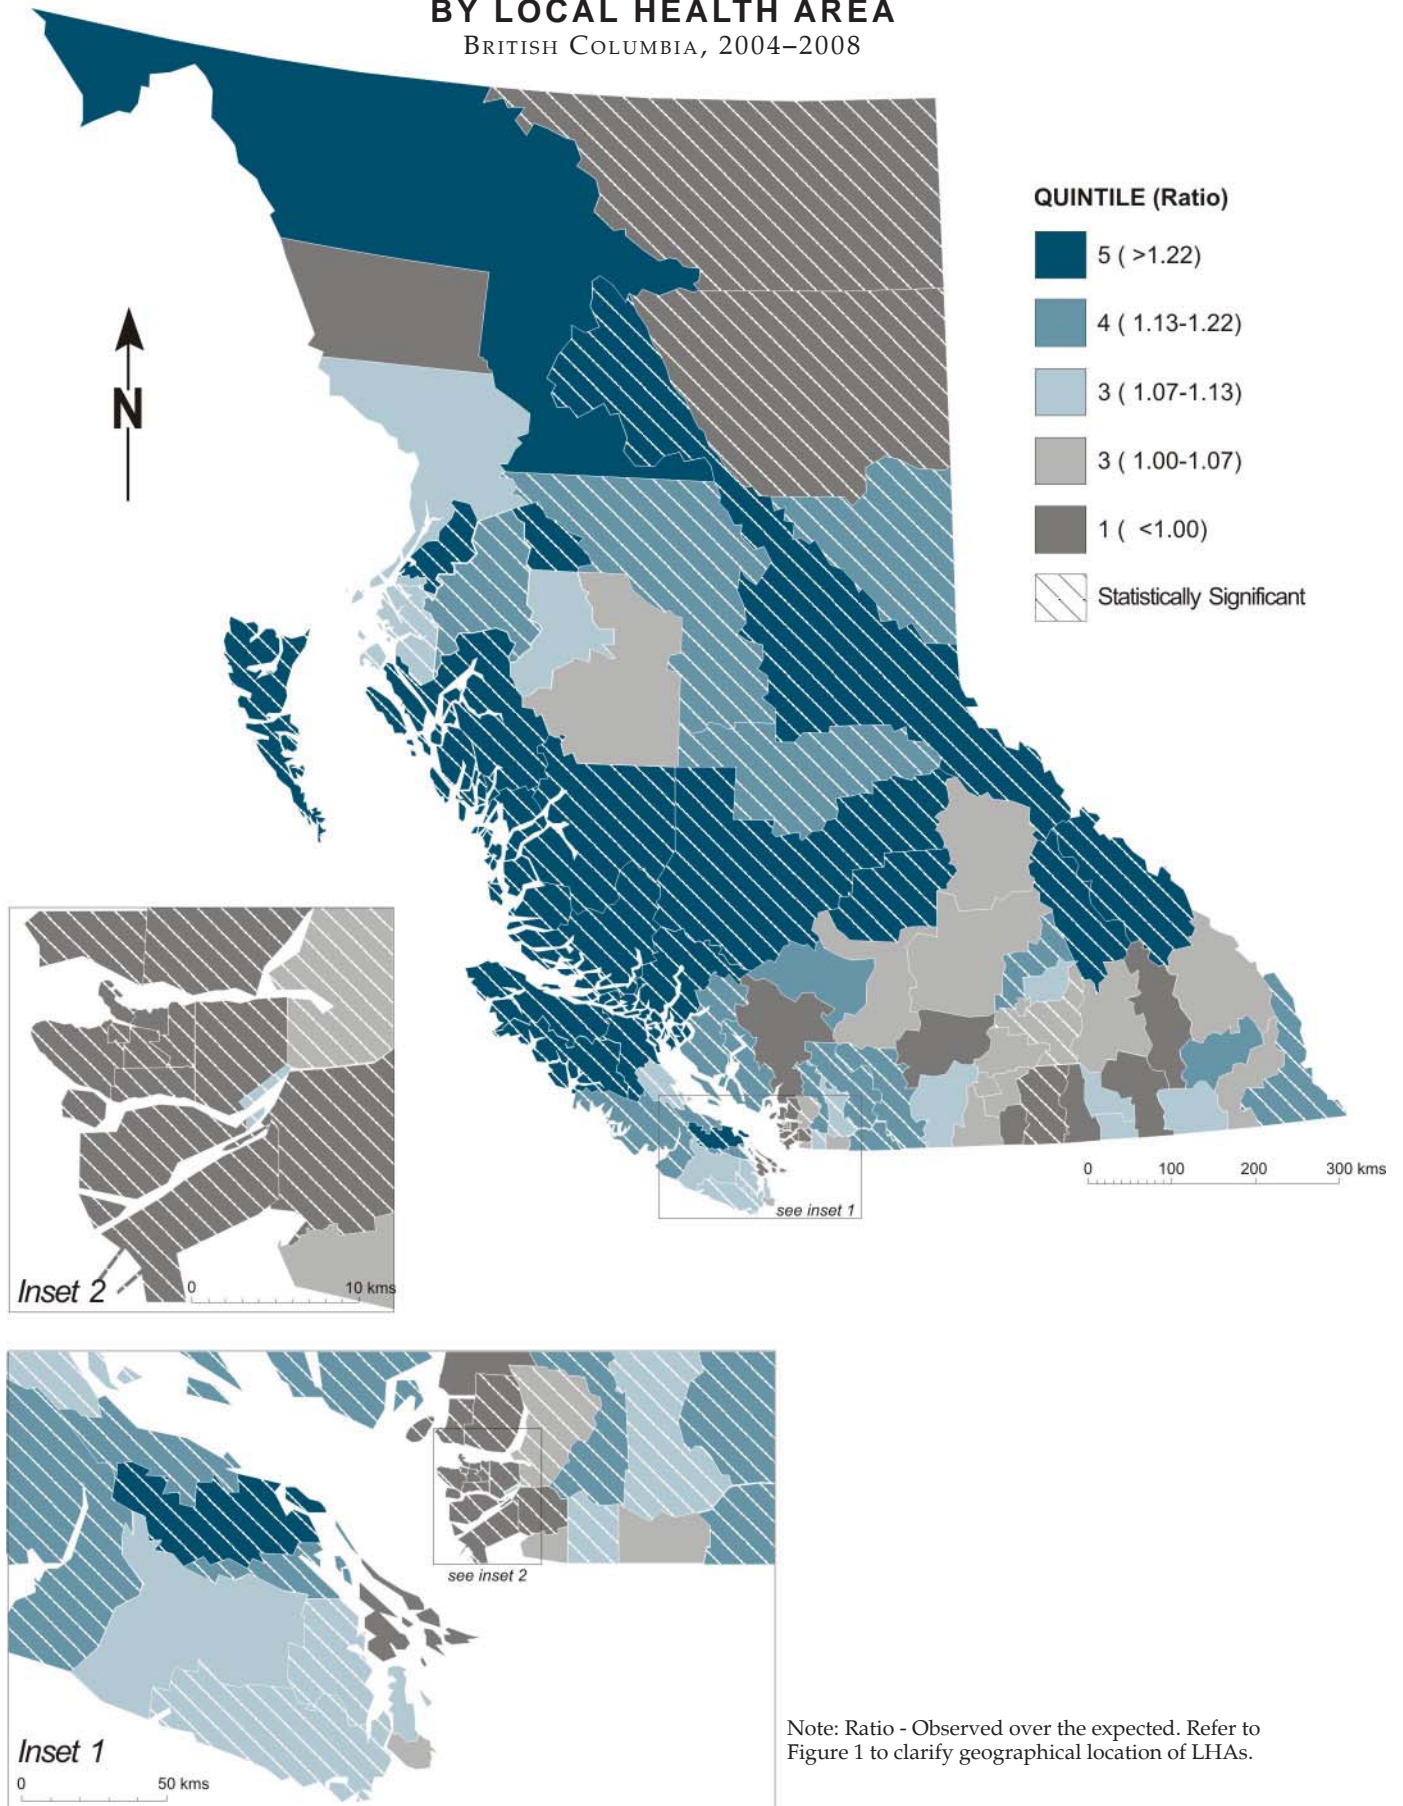 BY LOCAL HEALTH AREA
BRITISH COLUMBIA, 2004–2008
QUINTILE (Ratio)
5 ( >1.22)
4 ( 1.13-1.22)
3 ( 1.07-1.13)
3 ( 1.00-1.07)
1 ( <1.00)
Statistically Significant
N
0 100 200 300 kms
see inset 1
Inset 2
0 10 kms
see inset 2
Inset 1
0 50 kms
Note: Ratio - Observed over the expected. Refer to
Figure 1 to clarify geographical location of LHAs.